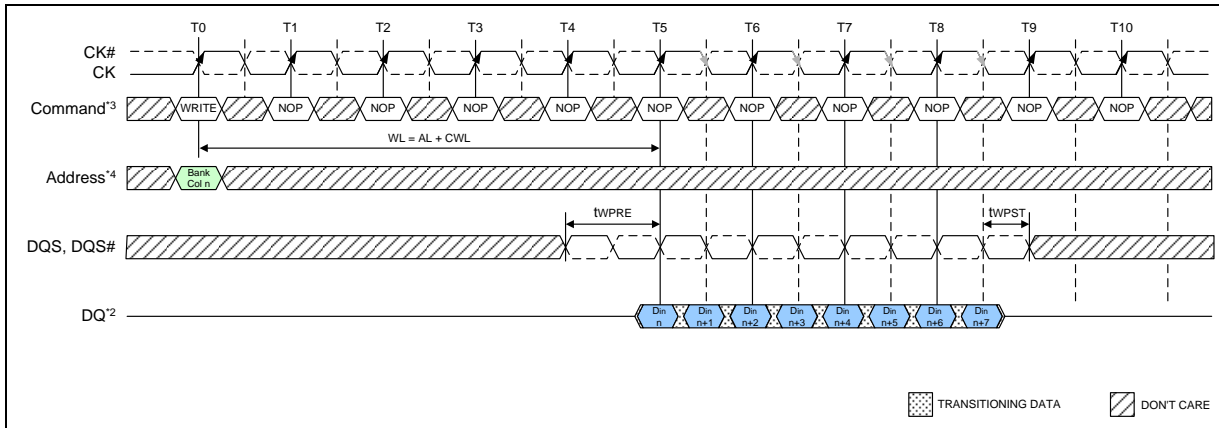 T0 T1 T2 T3 T4 T5 T6 T7 T8 T9 T10
CK#
CK
Command*3 WRITE NOP NOP NOP NOP NOP NOP NOP NOP NOP NOP
WL = AL + CWL
Address*4 Bank
Col n
tWPRE tWPST
DQS, DQS#
DQ*2 Din Din Din Din Din Din Din Din
n n+1 n+2 n+3 n+4 n+5 n+6 n+7
TRANSITIONING DATA DON'T CARE